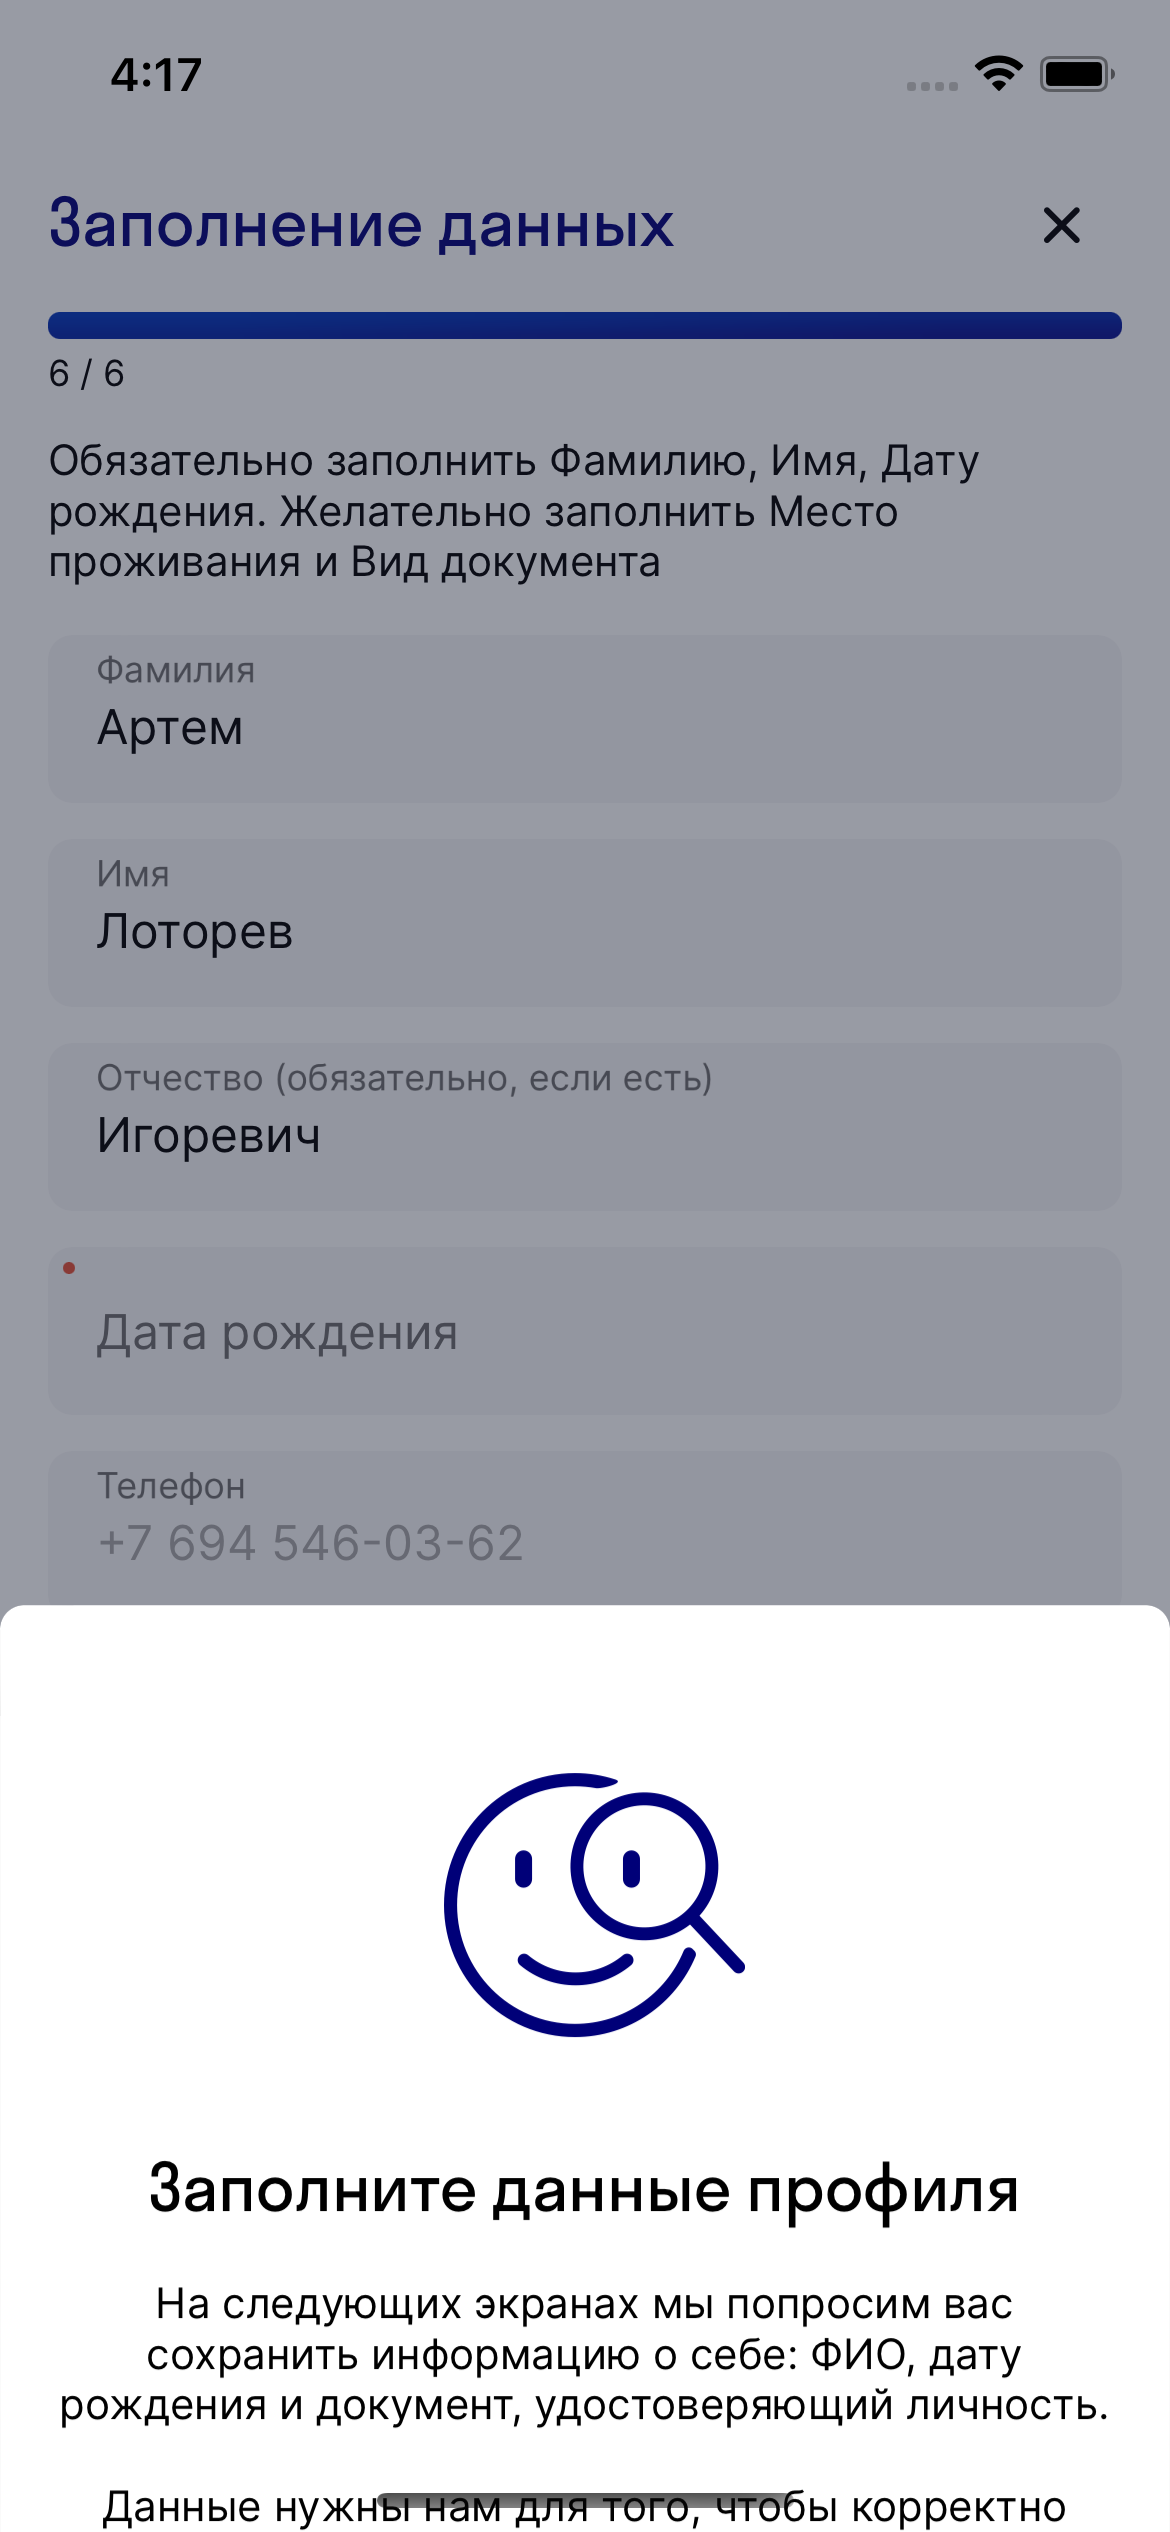 4:17
Заполнение данных
6 / 6
Обязательно заполнить Фамилию, Имя, Дату
рождения. Желательно заполнить Место
проживания и Вид документа
Фамилия
Артем
Имя
Лоторев
Отчество (обязательно, если есть)
Игоревич
Дата рождения
Телефон
+7 694 546-03-62
Заполните данные профиля
На следующих экранах мы попросим вас
сохранить информацию о себе: ФИО, дату
рождения и документ, удостоверяющий личность.
Данные нужны нам для того, чтобы корректно